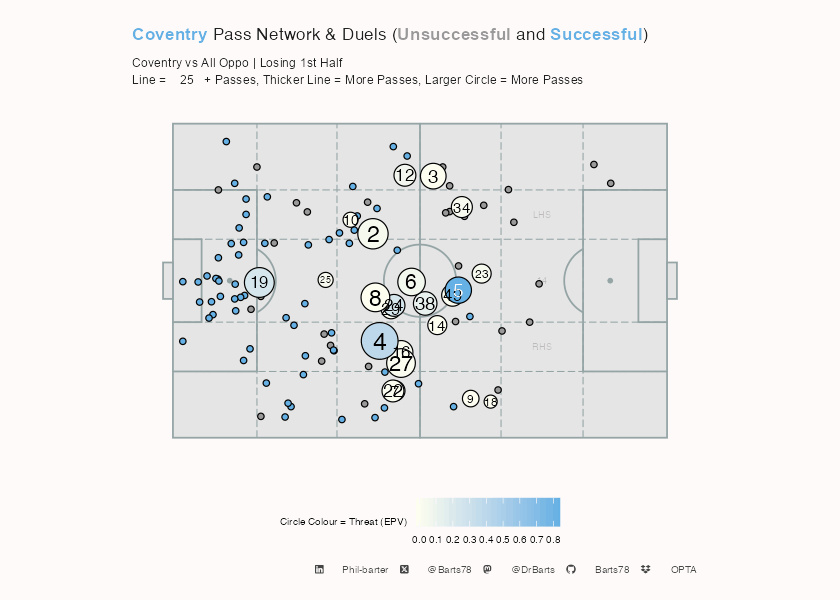 Coventry Pass Network & Duels (Unsuccessful and Successful)
Coventry vs All Oppo | Losing 1st Half
Line = 25 + Passes, Thicker Line = More Passes, Larger Circle = More Passes
12 3
34 LHS
10 2
23
19 25 6
8 24 38 45 5
14
4 RHS
27
22
9 18
Circle Colour = Threat (EPV)
0.0 0.1 0.2 0.3 0.4 0.5 0.6 0.7 0.8
Phil-barter @Barts78 @DrBarts Barts78 OPTA